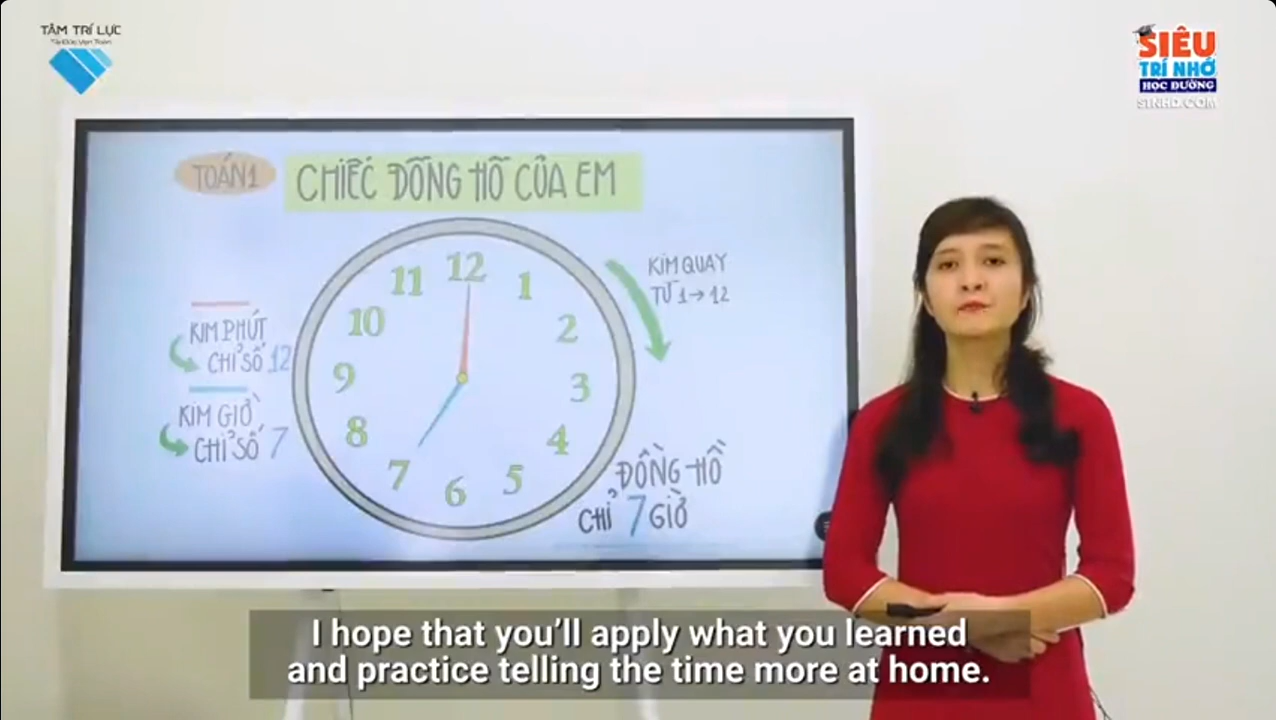 TÂM TRÍ LỰC
SIÊU
TRÍ NHỚ
HỌC ĐƯỜNG
STNHD.COM
TOÁN 1
CHIẾC ĐỒNG HỒ CỦA EM
11 12 1
10 2
9 3
8 4
7 6 5
KIM QUAY
TỪ 1→12
KIM PHÚT
CHỈ SỐ 12
KIM GIỜ
CHỈ SỐ 7
ĐỒNG HỒ
CHỈ 7 GIỜ
I hope that you'll apply what you learned
and practice telling the time more at home.